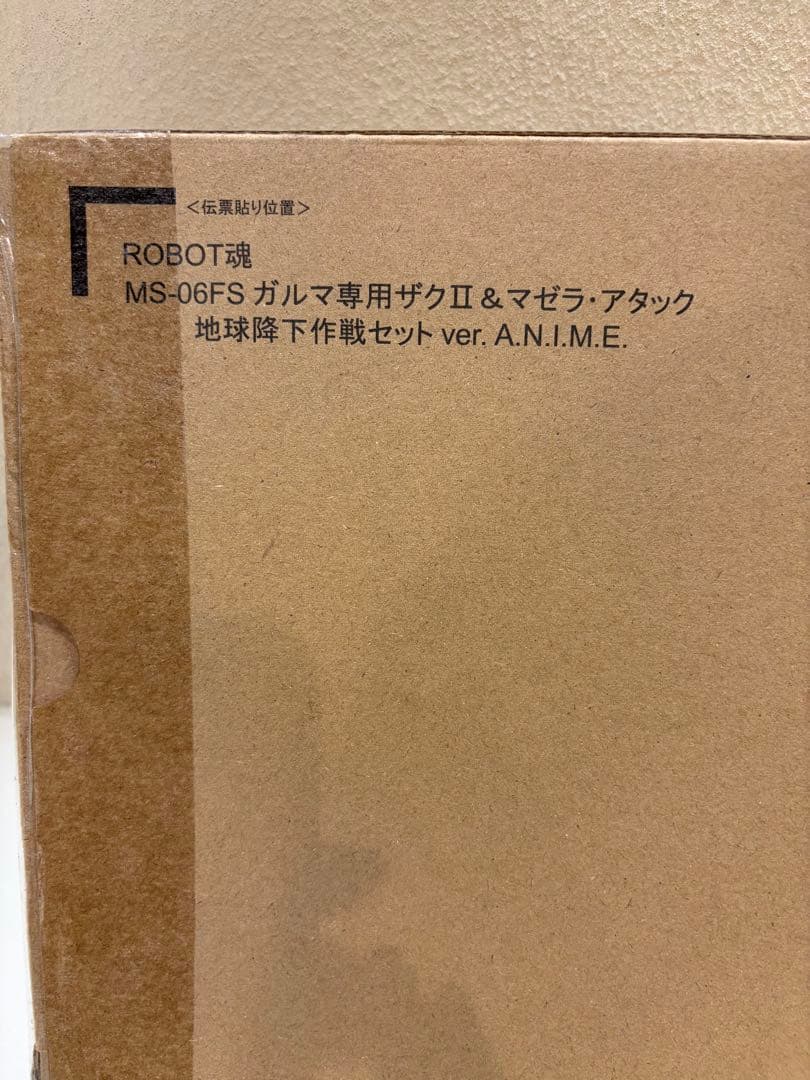 ＜伝票貼り位置＞
ROBOT魂
MS-06FS ガルマ専用ザクⅡ＆マゼラ・アタック
地球降下作戦セット ver. A.N.I.M.E.